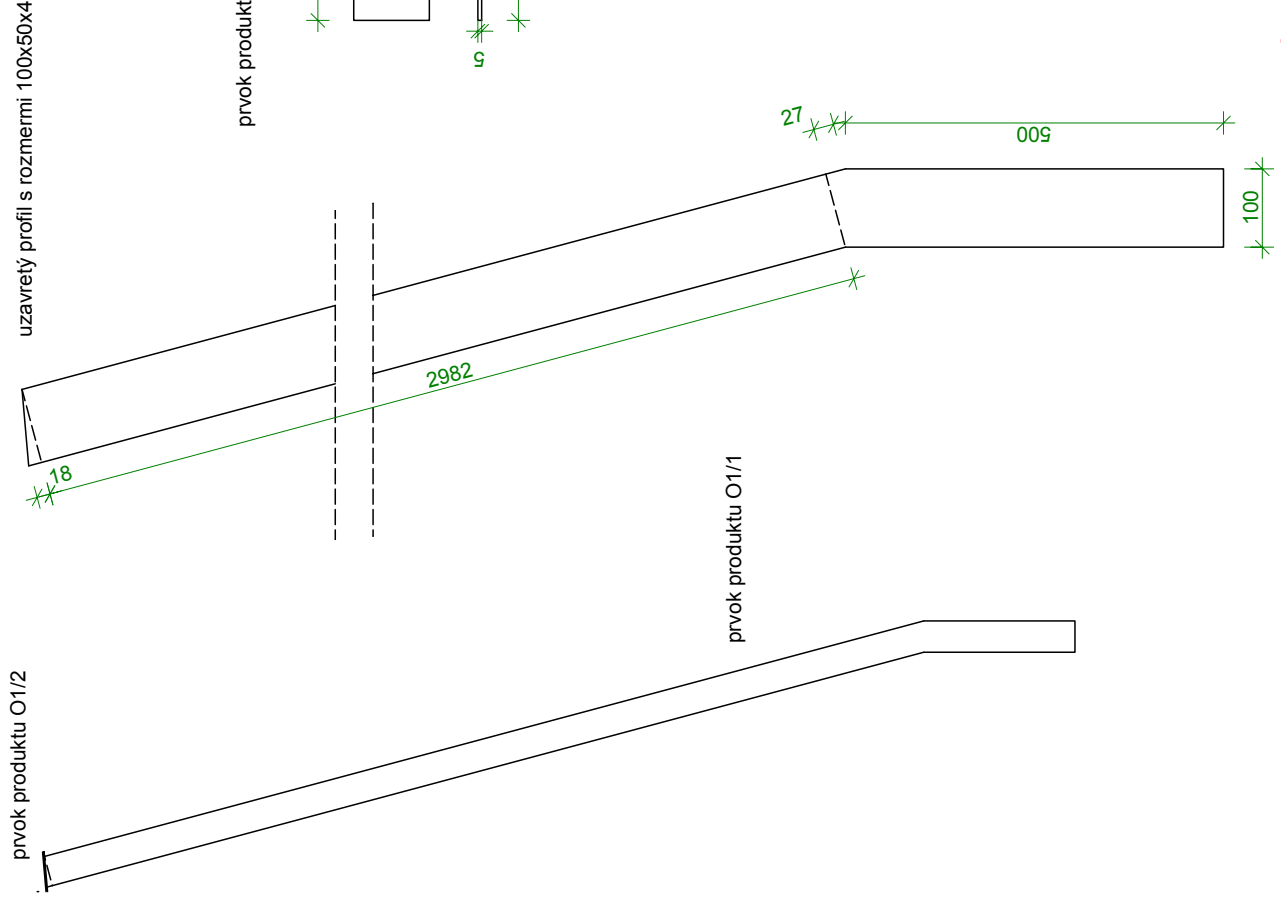 uzavretý profil s rozmermi 100x50x4
prvok produkt
5
27
500
100
2982
18
prvok produktu O1/1
prvok produktu O1/2